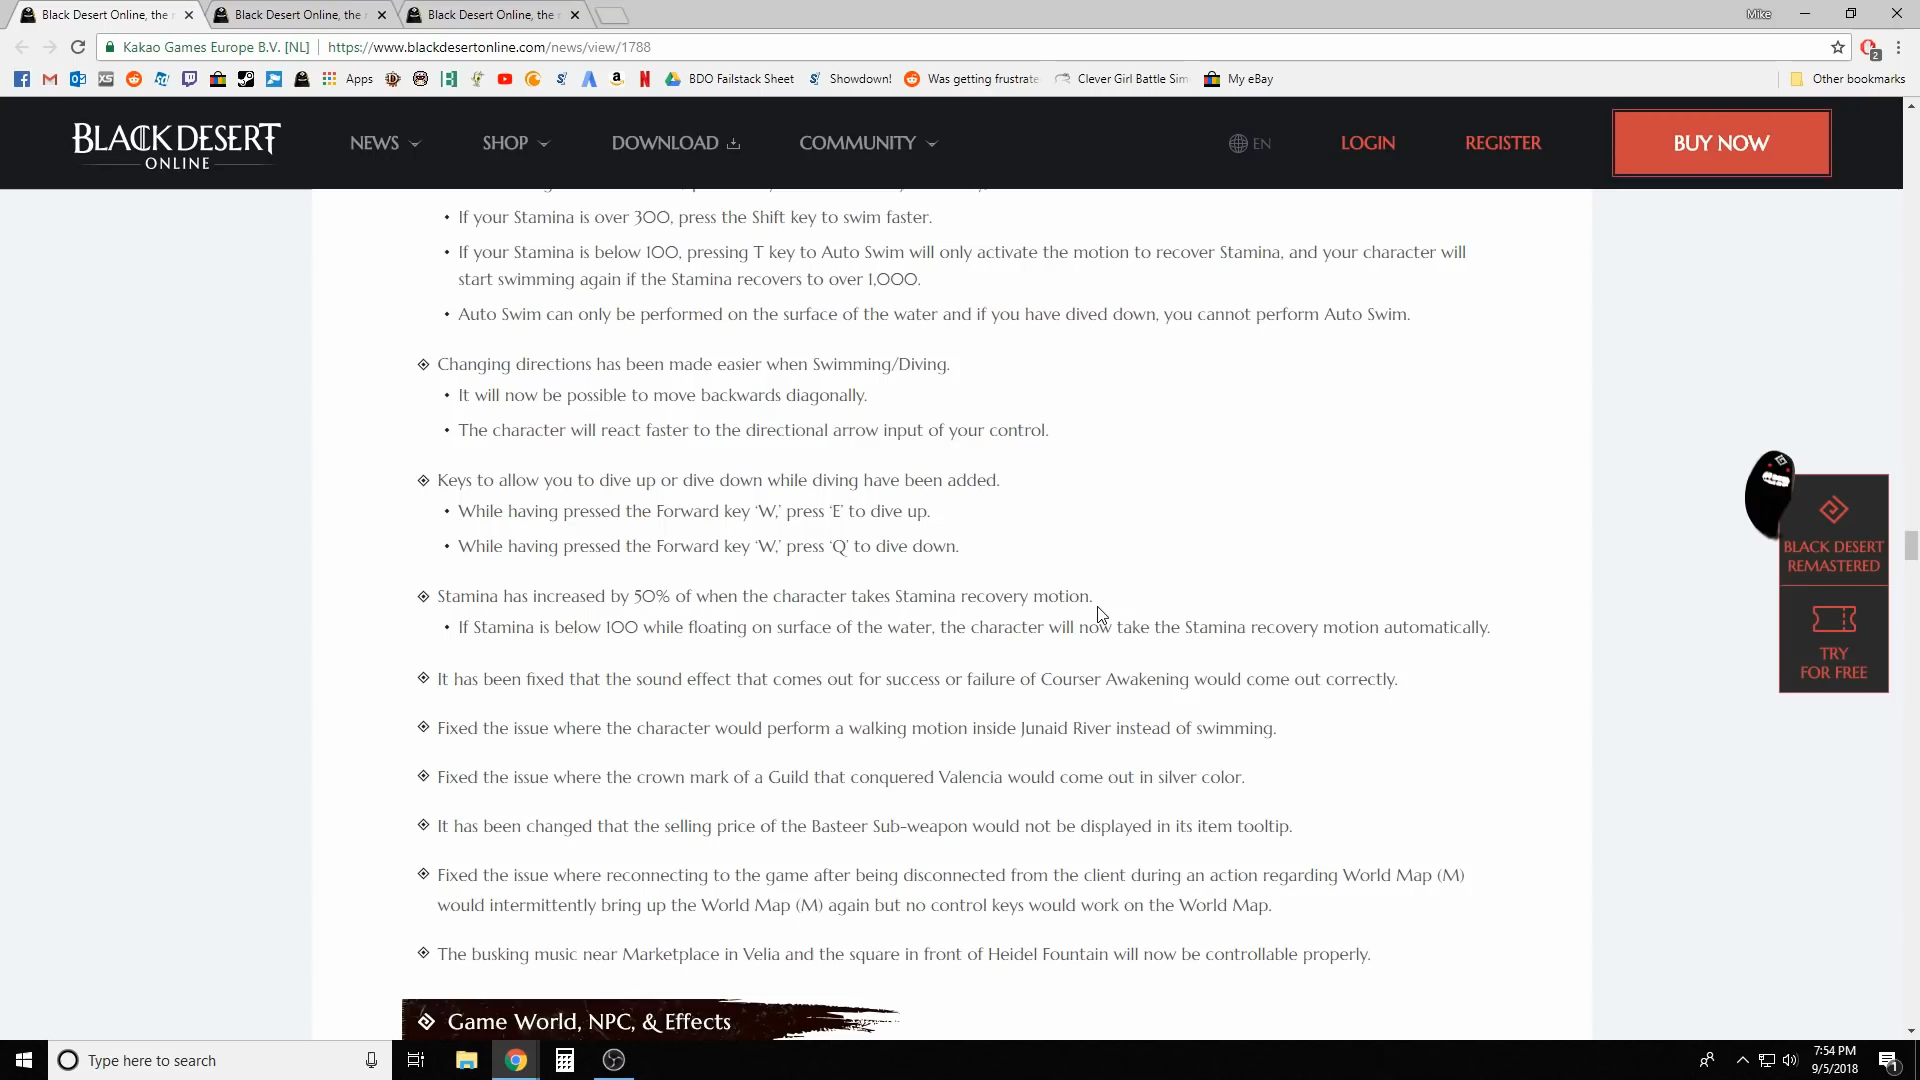 Black Desert Online, the r
Black Desert Online, the r
Black Desert Online, the r
Mike
Kakao Games Europe B.V. [NL]
https://www.blackdesertonline.com/news/view/1788
2
Apps
BDO Failstack Sheet
Showdown!
Was getting frustrate
Clever Girl Battle Sim
My eBay
Other bookmarks
BLACK DESERT
ONLINE
NEWS
SHOP
DOWNLOAD
COMMUNITY
EN
LOGIN
REGISTER
BUY NOW
• If your Stamina is over 300, press the Shift key to swim faster.
• If your Stamina is below 100, pressing T key to Auto Swim will only activate the motion to recover Stamina, and your character will
start swimming again if the Stamina recovers to over 1,000.
• Auto Swim can only be performed on the surface of the water and if you have dived down, you cannot perform Auto Swim.
Changing directions has been made easier when Swimming/Diving.
• It will now be possible to move backwards diagonally.
• The character will react faster to the directional arrow input of your control.
Keys to allow you to dive up or dive down while diving have been added.
• While having pressed the Forward key ‘W,’ press ‘E’ to dive up.
• While having pressed the Forward key ‘W,’ press ‘Q’ to dive down.
Stamina has increased by 50% of when the character takes Stamina recovery motion.
• If Stamina is below 100 while floating on surface of the water, the character will now take the Stamina recovery motion automatically.
It has been fixed that the sound effect that comes out for success or failure of Courser Awakening would come out correctly.
Fixed the issue where the character would perform a walking motion inside Junaid River instead of swimming.
Fixed the issue where the crown mark of a Guild that conquered Valencia would come out in silver color.
It has been changed that the selling price of the Basteer Sub-weapon would not be displayed in its item tooltip.
Fixed the issue where reconnecting to the game after being disconnected from the client during an action regarding World Map (M)
would intermittently bring up the World Map (M) again but no control keys would work on the World Map.
The busking music near Marketplace in Velia and the square in front of Heidel Fountain will now be controllable properly.
Game World, NPC, & Effects
BLACK DESERT
REMASTERED
TRY
FOR FREE
Type here to search
7:54 PM
9/5/2018
1